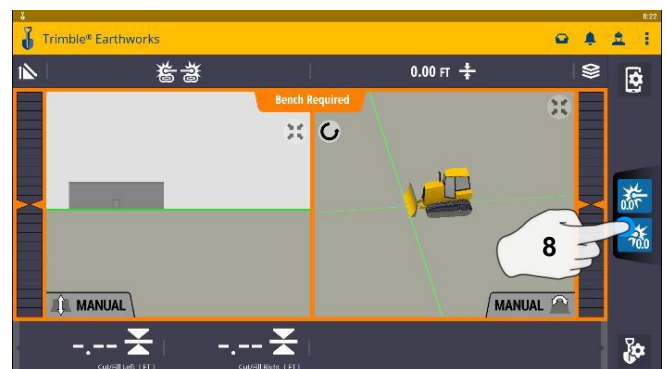 8:22
Trimble® Earthworks
0.00 FT
Bench Required
0.0
0.0
8
MANUAL
MANUAL
-.-- -.--
Cut/Fill Left (FT) Cut/Fill Right (FT)